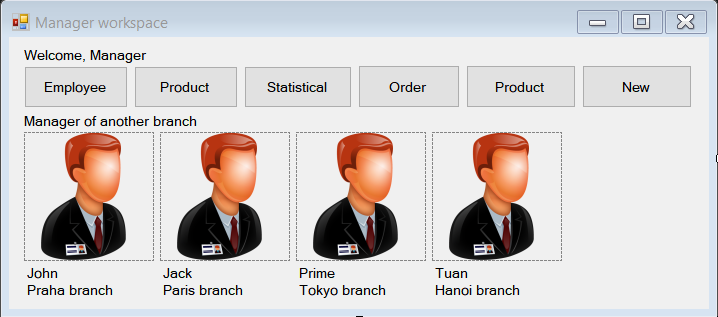 Manager workspace
Welcome, Manager
Employee Product Statistical Order Product New
Manager of another branch
John Jack Prime Tuan
Praha branch Paris branch Tokyo branch Hanoi branch